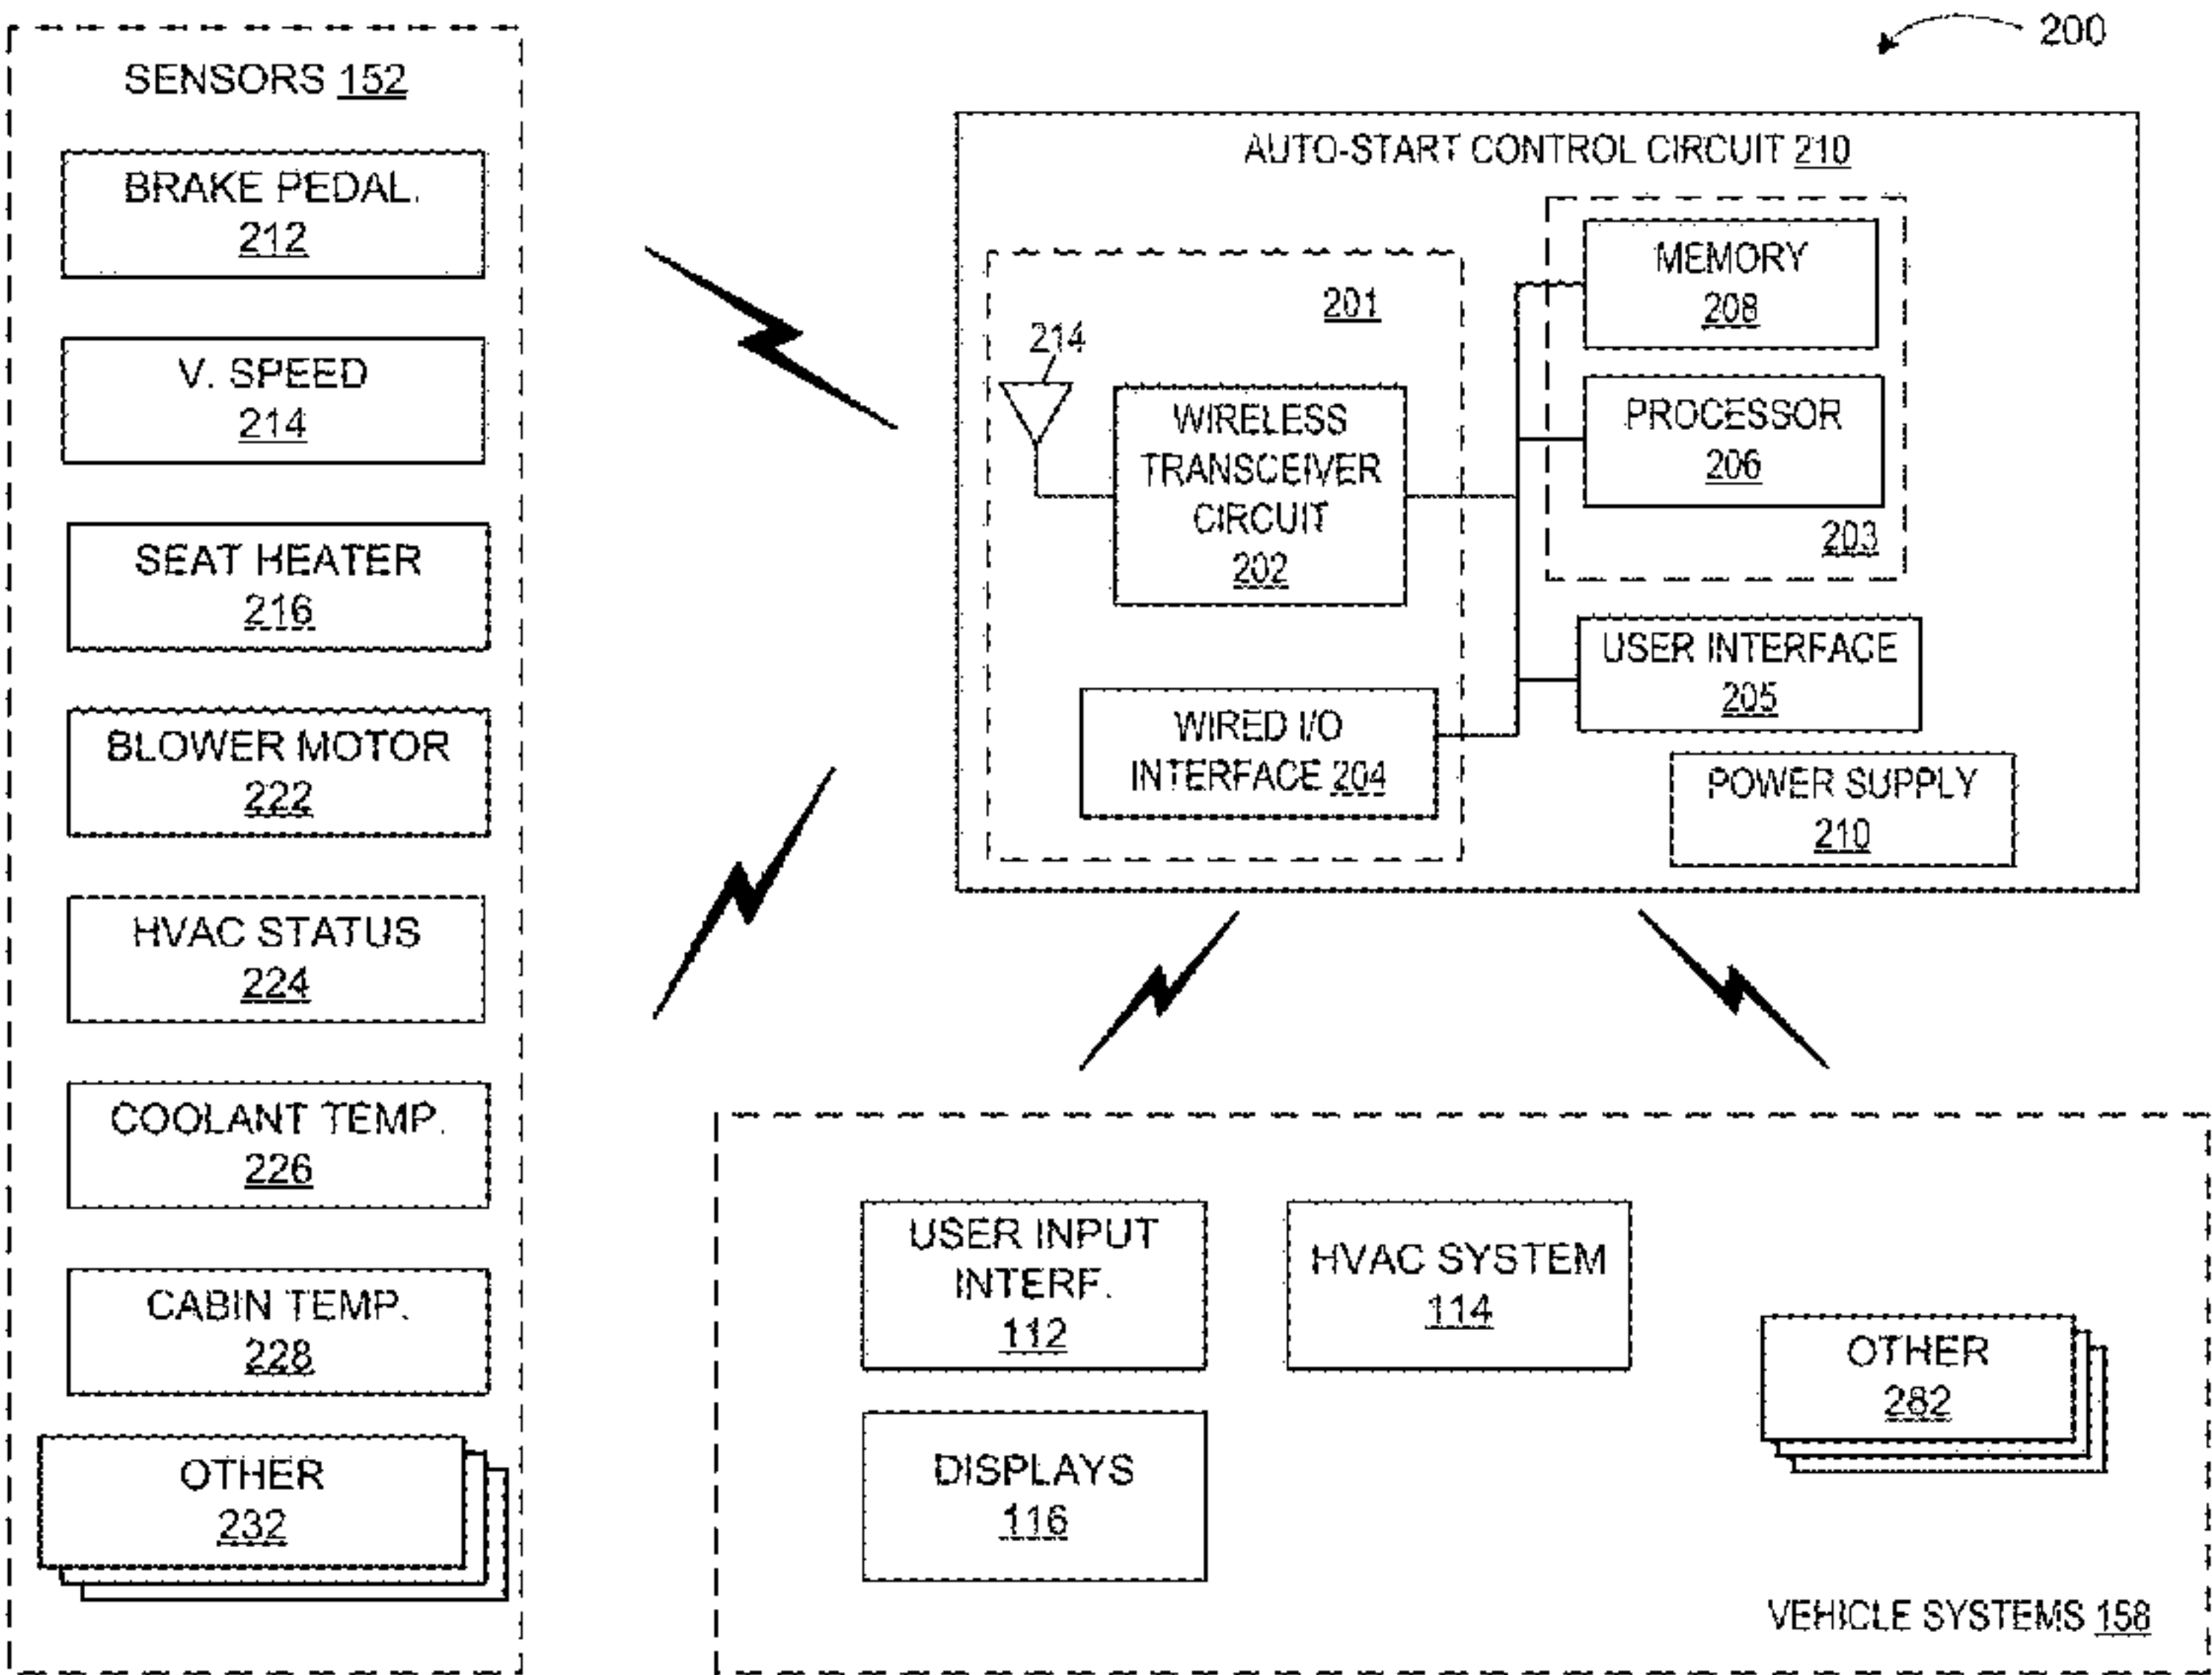 200
SENSORS 152
BRAKE PEDAL.
212
V. SPEED
214
SEAT HEATER
216
BLOWER MOTOR
222
HVAC STATUS
224
COOLANT TEMP.
226
CABIN TEMP.
228
OTHER
232
AUTO-START CONTROL CIRCUIT 210
201
214
WIRELESS
TRANSCEIVER
CIRCUIT
202
WIRED I/O
INTERFACE 204
MEMORY
208
PROCESSOR
206
203
USER INTERFACE
205
POWER SUPPLY
210
USER INPUT
INTERF.
112
HVAC SYSTEM
114
DISPLAYS
116
OTHER
282
VEHICLE SYSTEMS 158